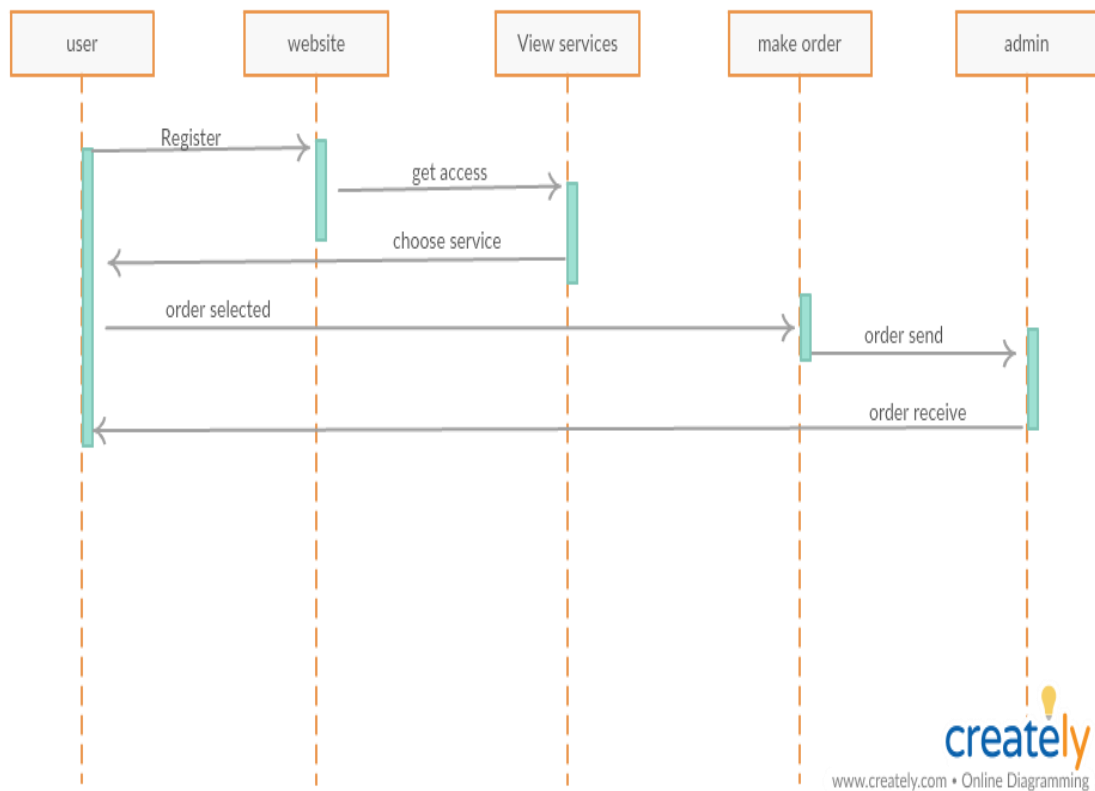 user
website
View services
make order
admin
Register
get access
choose service
order selected
order send
order receive
creately
www.creately.com • Online Diagramming